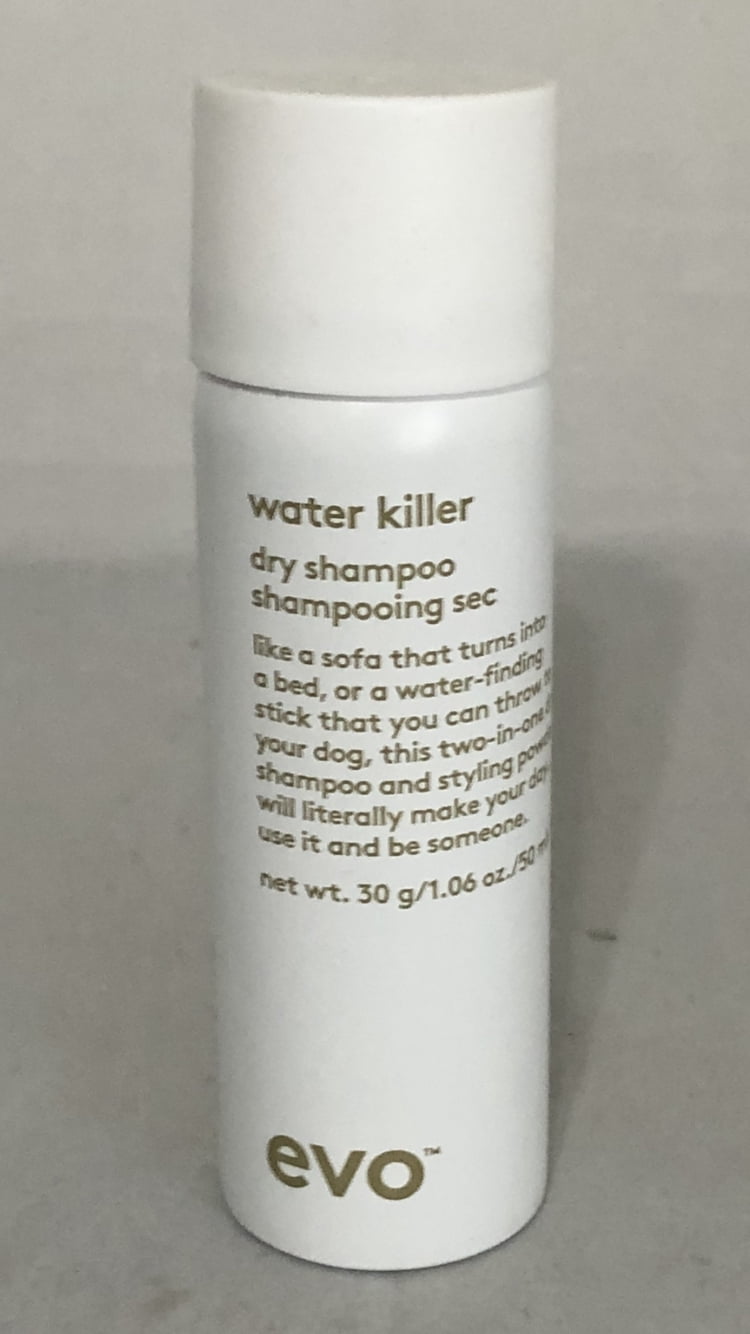 water killer
dry shampoo
shampooing sec
like a sofa that turns into
a bed, or a water-finding
stick that you can throw
your dog, this two-in-one
shampoo and styling
will literally make your
use it and be someone.
net wt. 30 g/1.06 oz./50
evo™